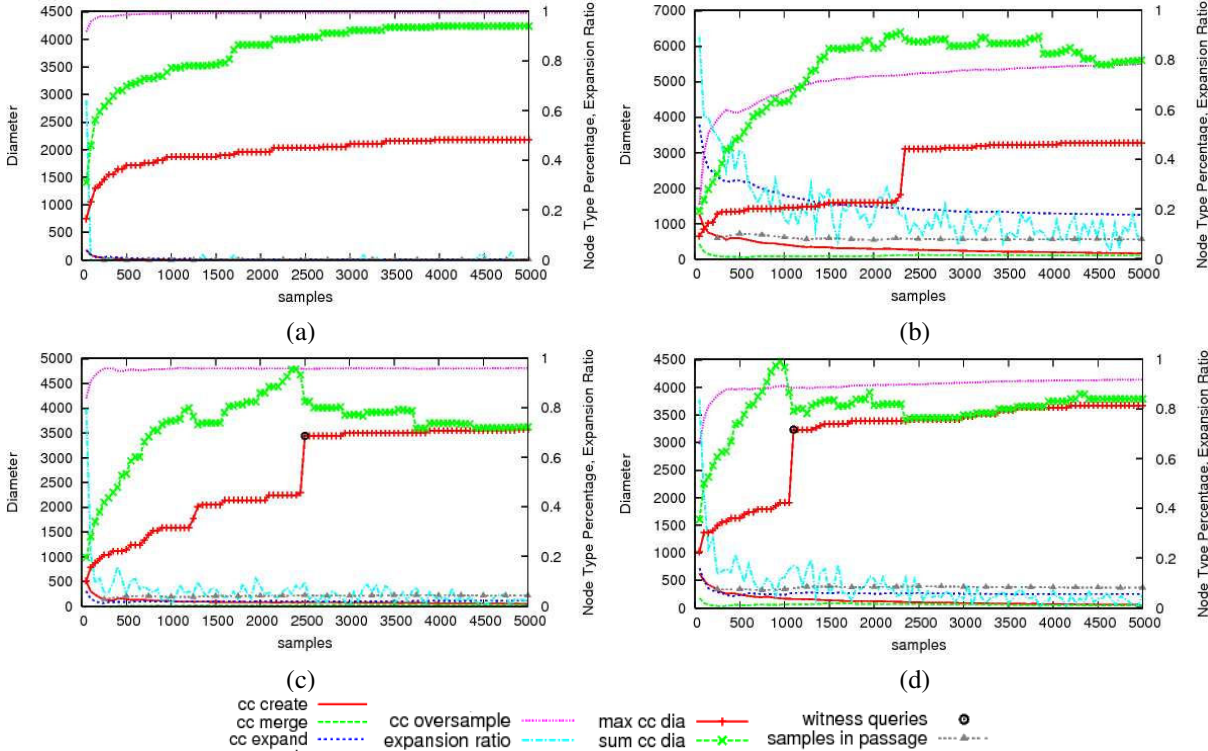 4500
4000
3500
3000
2500
2000
1500
1000
500
0
Diameter
0 500 1000 1500 2000 2500 3000 3500 4000 4500 5000
samples
1
0.8
0.6
0.4
0.2
0
Node Type Percentage, Expansion Ratio
(a)
7000
6000
5000
4000
3000
2000
1000
0
Diameter
0 500 1000 1500 2000 2500 3000 3500 4000 4500 5000
samples
1
0.8
0.6
0.4
0.2
0
Node Type Percentage, Expansion Ratio
(b)
5000
4500
4000
3500
3000
2500
2000
1500
1000
500
0
Diameter
0 500 1000 1500 2000 2500 3000 3500 4000 4500 5000
samples
1
0.8
0.6
0.4
0.2
0
Node Type Percentage, Expansion Ratio
(c)
4500
4000
3500
3000
2500
2000
1500
1000
500
0
Diameter
0 500 1000 1500 2000 2500 3000 3500 4000 4500 5000
samples
1
0.8
0.6
0.4
0.2
0
Node Type Percentage, Expansion Ratio
(d)
cc create
cc merge
cc expand
cc oversample
expansion ratio
max cc dia
sum cc dia
witness queries
samples in passage